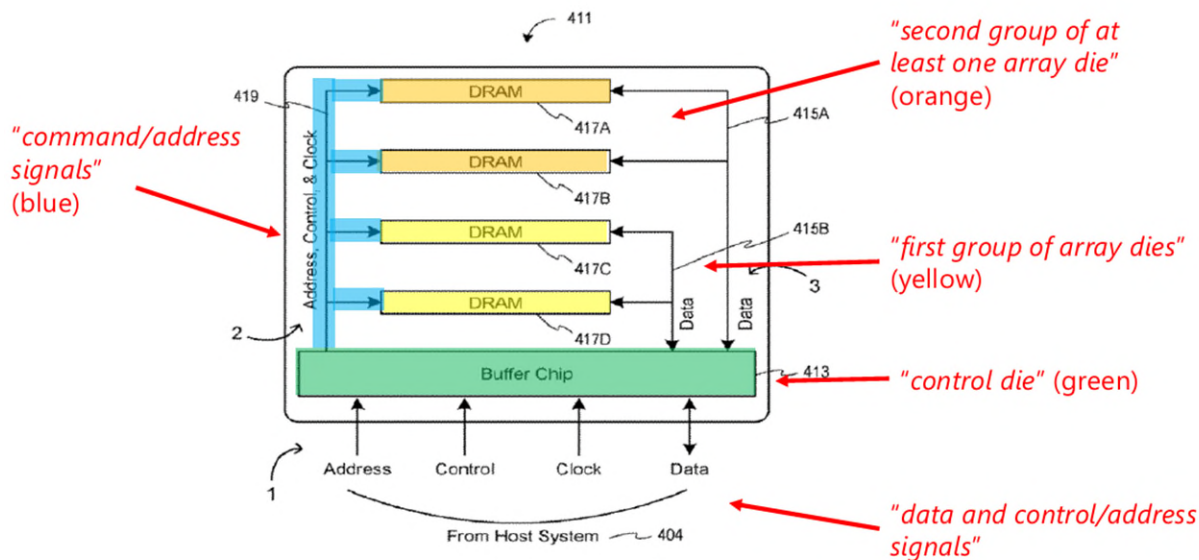 411
"second group of at
least one array die"
(orange)
419
DRAM
417A
415A
"command/address
signals"
(blue)
Address, Control, & Clock
DRAM
417B
DRAM
417C
415B
"first group of array dies"
(yellow)
3
DRAM
417D
Data
Data
2
Buffer Chip
413
"control die" (green)
1
Address
Control
Clock
Data
From Host System
404
"data and control/address
signals"